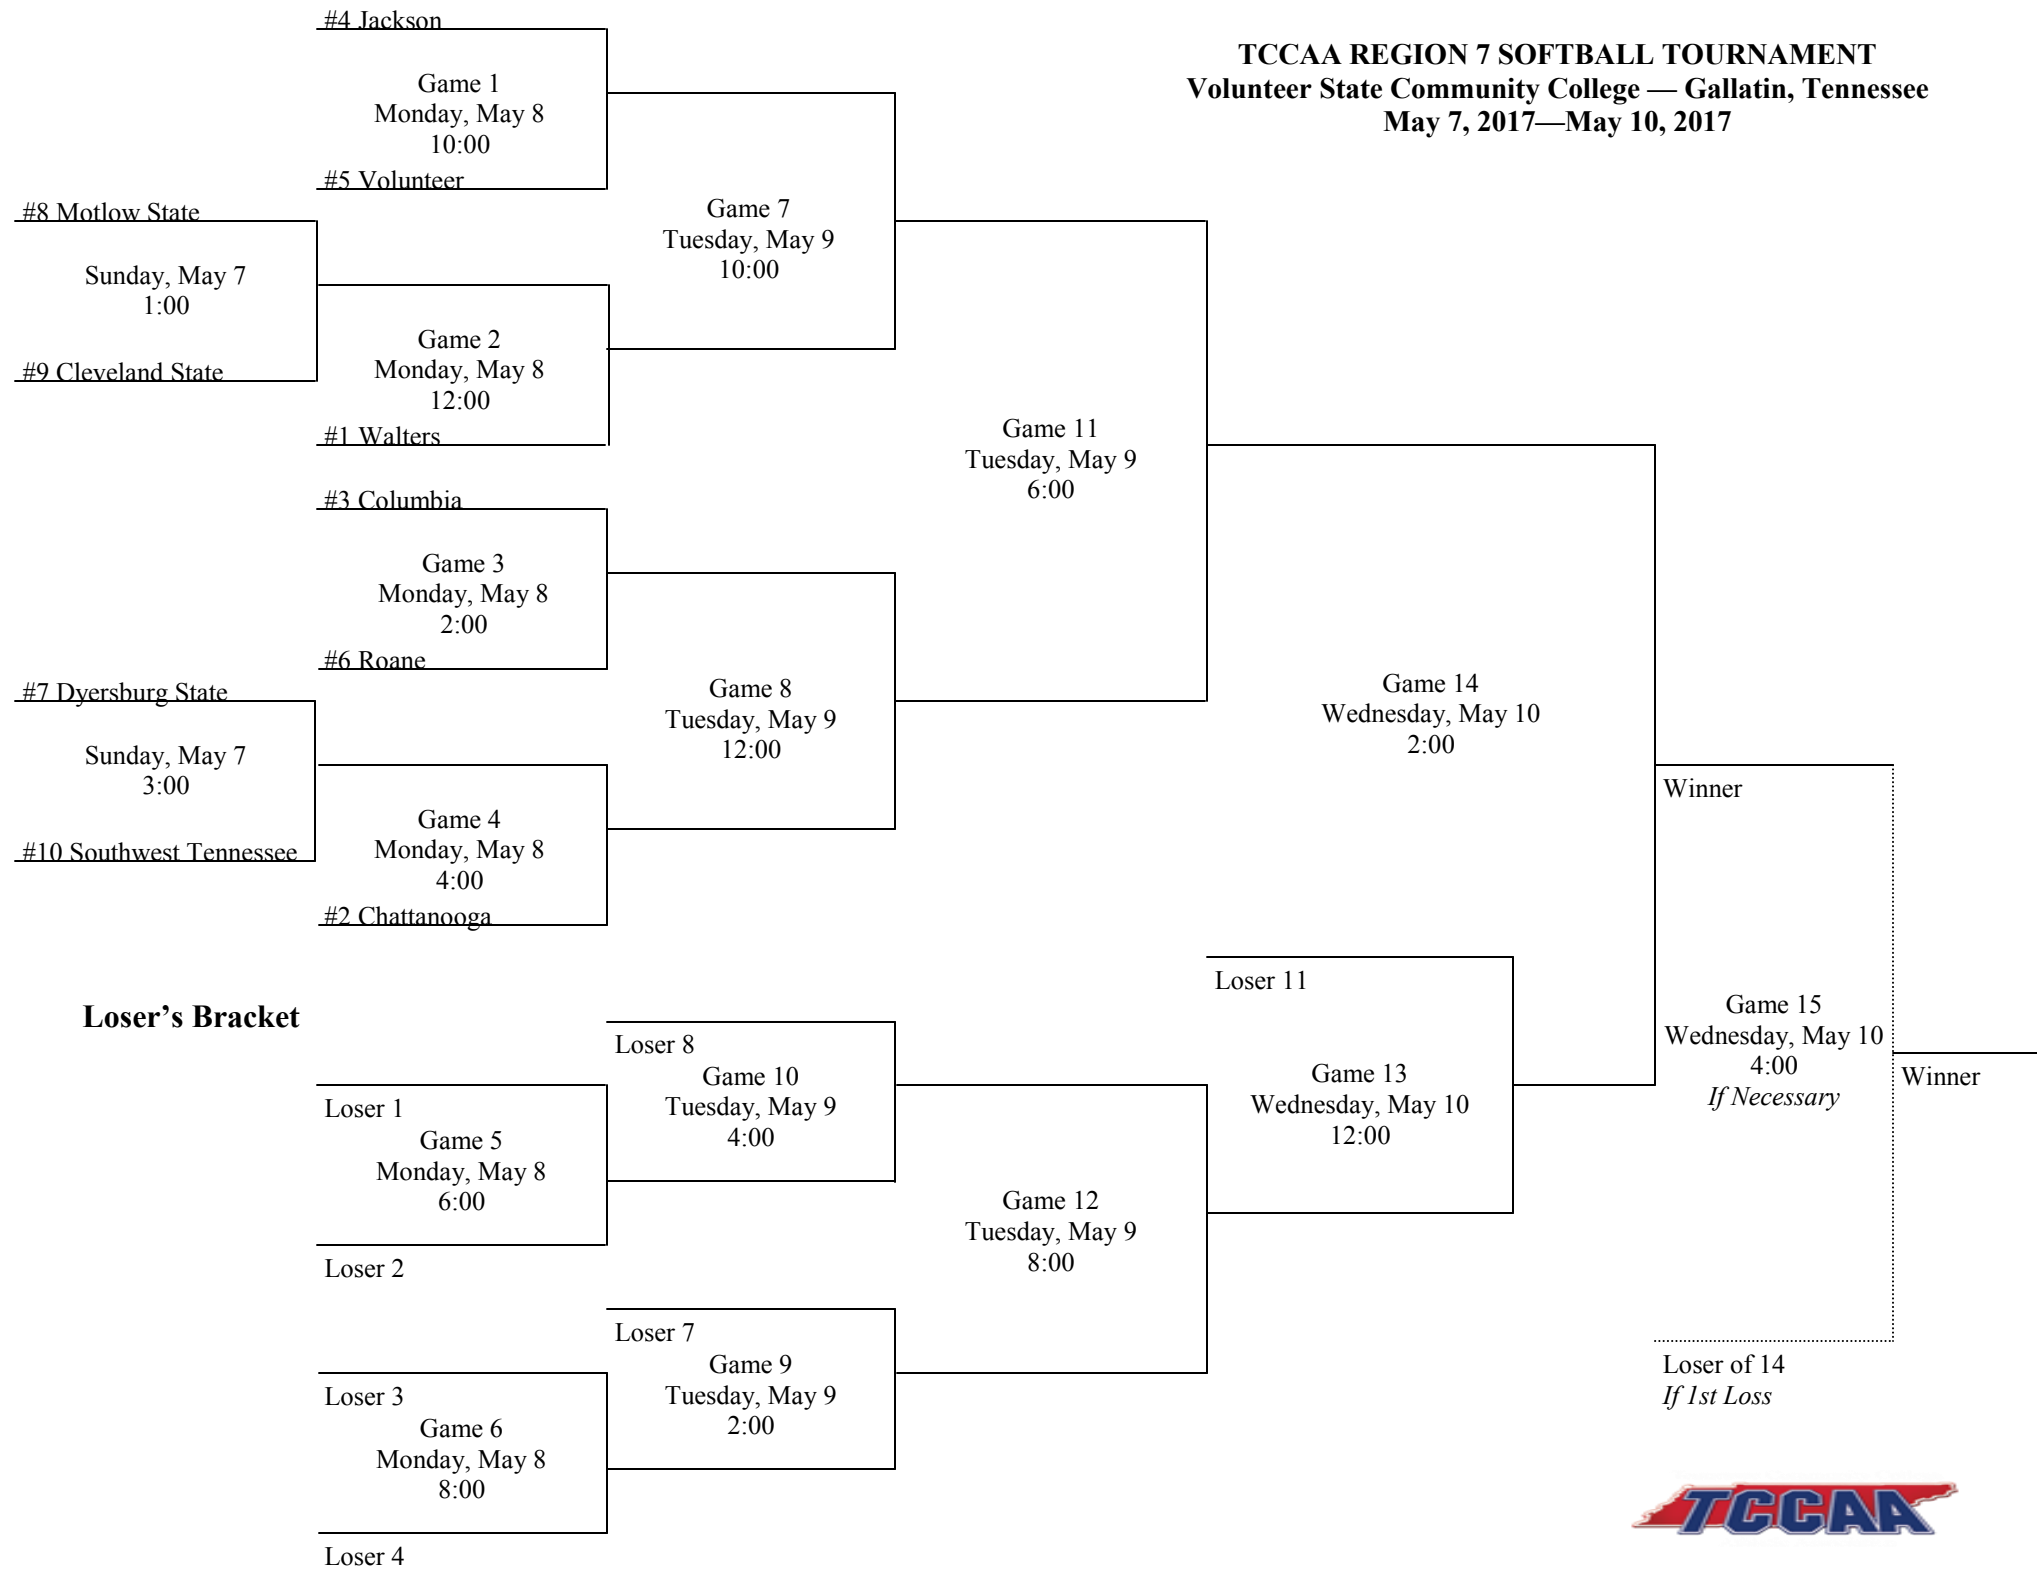 #4 Jackson
TCCAA REGION 7 SOFTBALL TOURNAMENT
Volunteer State Community College — Gallatin, Tennessee
May 7, 2017—May 10, 2017
Game 1
Monday, May 8
10:00
#5 Volunteer
#8 Motlow State
Sunday, May 7
1:00
#9 Cleveland State
Game 2
Monday, May 8
12:00
#1 Walters
Game 7
Tuesday, May 9
10:00
#3 Columbia
Game 3
Monday, May 8
2:00
#6 Roane
#7 Dyersburg State
Sunday, May 7
3:00
#10 Southwest Tennessee
Game 4
Monday, May 8
4:00
#2 Chattanooga
Game 8
Tuesday, May 9
12:00
Game 11
Tuesday, May 9
6:00
Game 14
Wednesday, May 10
2:00
Winner
Loser’s Bracket
Loser 1
Game 5
Monday, May 8
6:00
Loser 2
Loser 8
Game 10
Tuesday, May 9
4:00
Loser 3
Game 6
Monday, May 8
8:00
Loser 4
Loser 7
Game 9
Tuesday, May 9
2:00
Game 12
Tuesday, May 9
8:00
Loser 11
Game 13
Wednesday, May 10
12:00
Game 15
Wednesday, May 10
4:00
If Necessary
Winner
Loser of 14
If 1st Loss
TCCAA